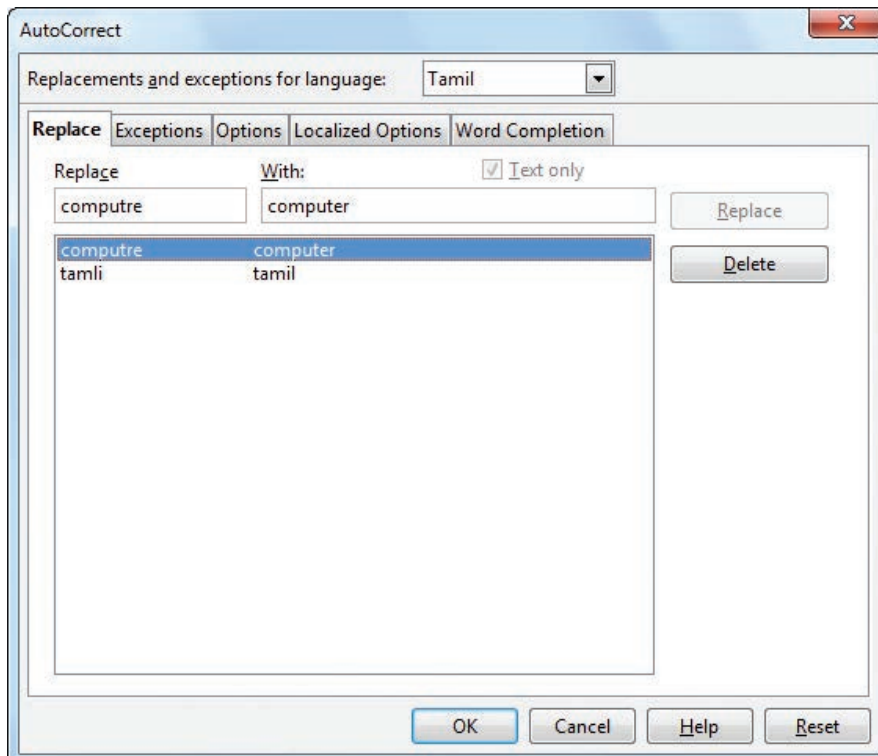 AutoCorrect
Replacements and exceptions for language: Tamil
Replace Exceptions Options Localized Options Word Completion
Replace With: Text only
computre computer Replace
computre computer
Delete
tamli tamil
OK Cancel Help Reset